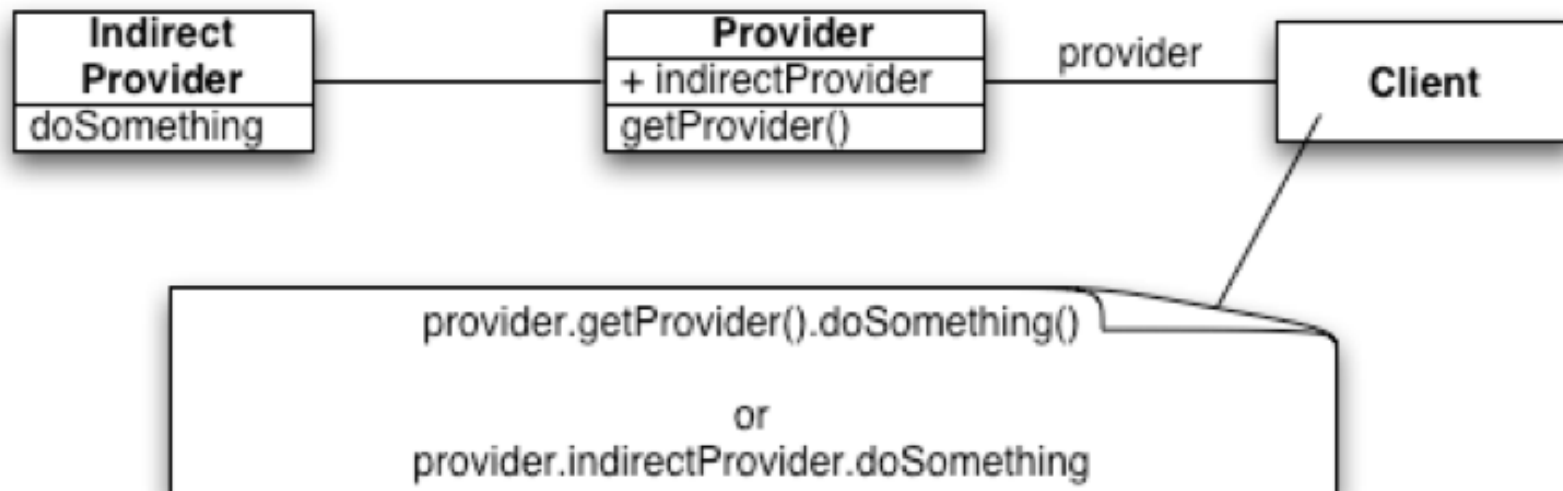 Indirect
Provider
doSomething
Provider
+ indirectProvider
getProvider()
provider
Client
provider.getProvider().doSomething()
or
provider.indirectProvider.doSomething